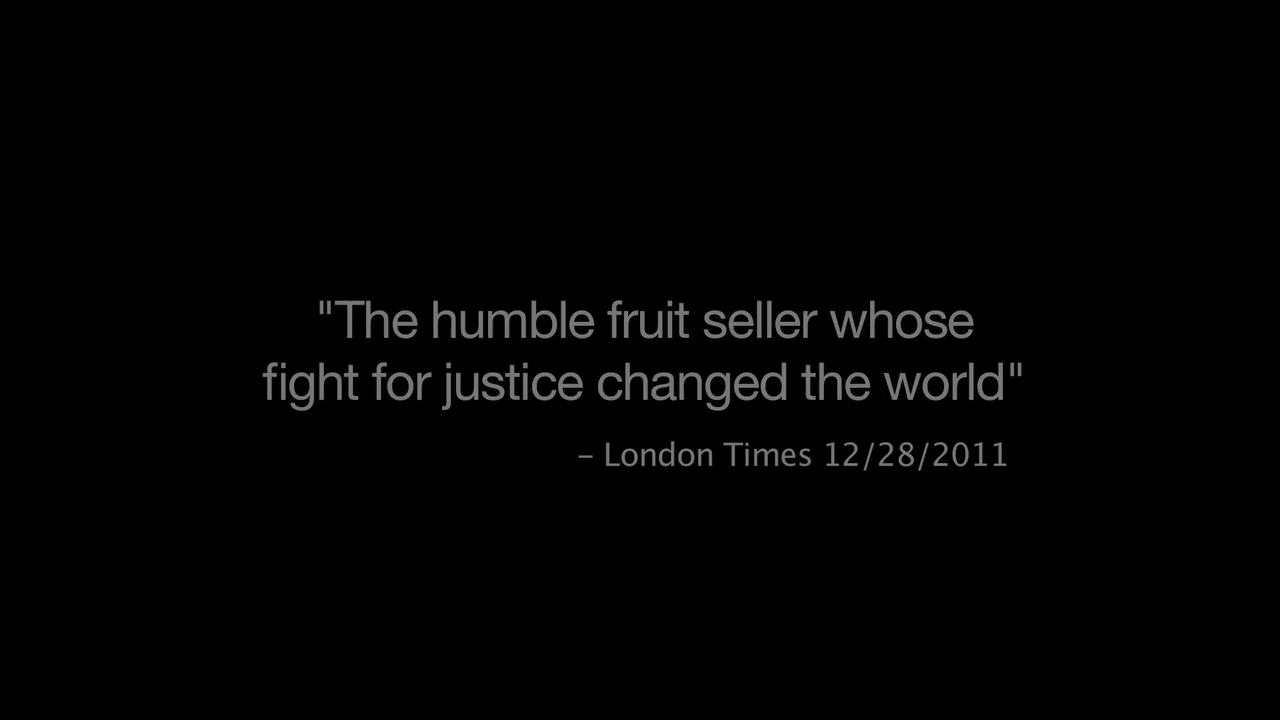 "The humble fruit seller whose
fight for justice changed the world"
– London Times 12/28/2011